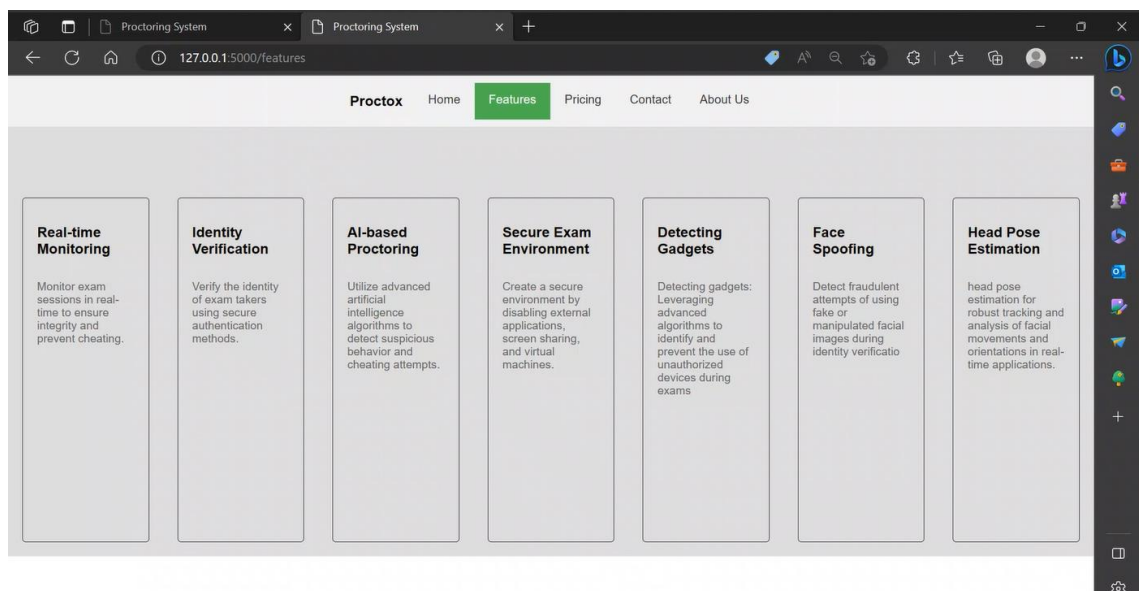 Proctoring System
Proctoring System
127.0.0.1:5000/features
Proctox Home Features Pricing Contact About Us
Real-time
Monitoring
Monitor exam
sessions in real-
time to ensure
integrity and
prevent cheating.
Identity
Verification
Verify the identity
of exam takers
using secure
authentication
methods.
AI-based
Proctoring
Utilize advanced
artificial
intelligence
algorithms to
detect suspicious
behavior and
cheating attempts.
Secure Exam
Environment
Create a secure
environment by
disabling external
applications,
screen sharing,
and virtual
machines.
Detecting
Gadgets
Detecting gadgets:
Leveraging
advanced
algorithms to
identify and
prevent the use of
unauthorized
devices during
exams
Face
Spoofing
Detect fraudulent
attempts of using
fake or
manipulated facial
images during
identity verificatio
Head Pose
Estimation
head pose
estimation for
robust tracking and
analysis of facial
movements and
orientations in real-
time applications.